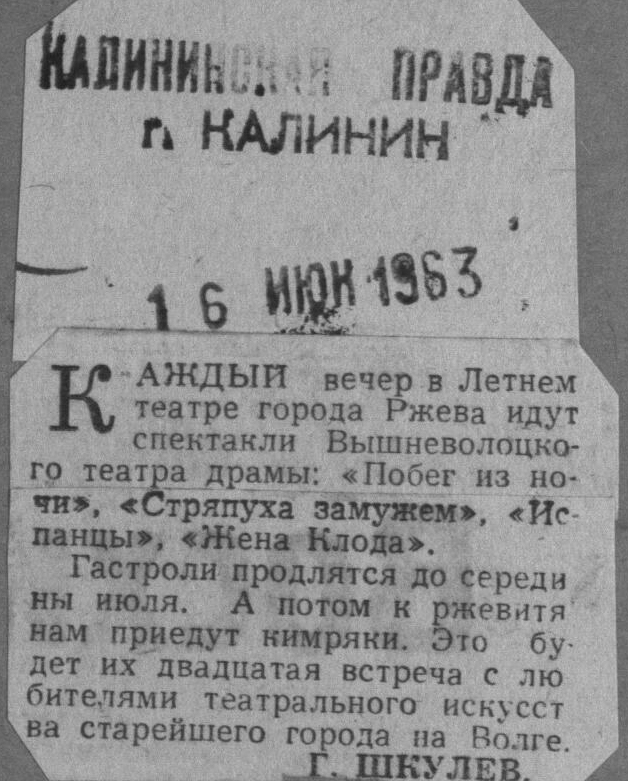 КАЛИНИНСКАЯ ПРАВДА
г. КАЛИНИН
16 ИЮН 1963
КАЖДЫЙ вечер в Летнем
театре города Ржева идут
спектакли Вышневолоцко-
го театра драмы: «Побег из но-
чи», «Стряпуха замужем», «Ис-
панцы», «Жена Клода».
Гастроли продлятся до середи
ны июля. А потом к ржевитя
нам приедут кимряки. Это бу-
дет их двадцатая встреча с лю
бителями театрального искусст
ва старейшего города на Волге.
Г. ШКУЛЕВ.